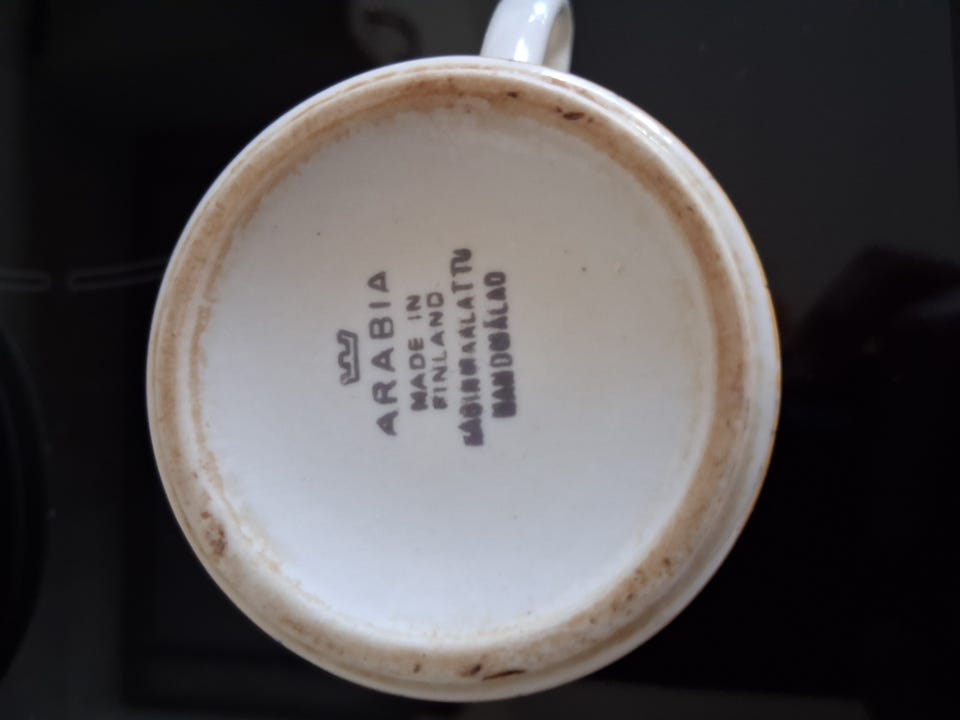 ARABIA
MADE IN
FINLAND
KÄSINMAALATTU
HANDMÅLAD